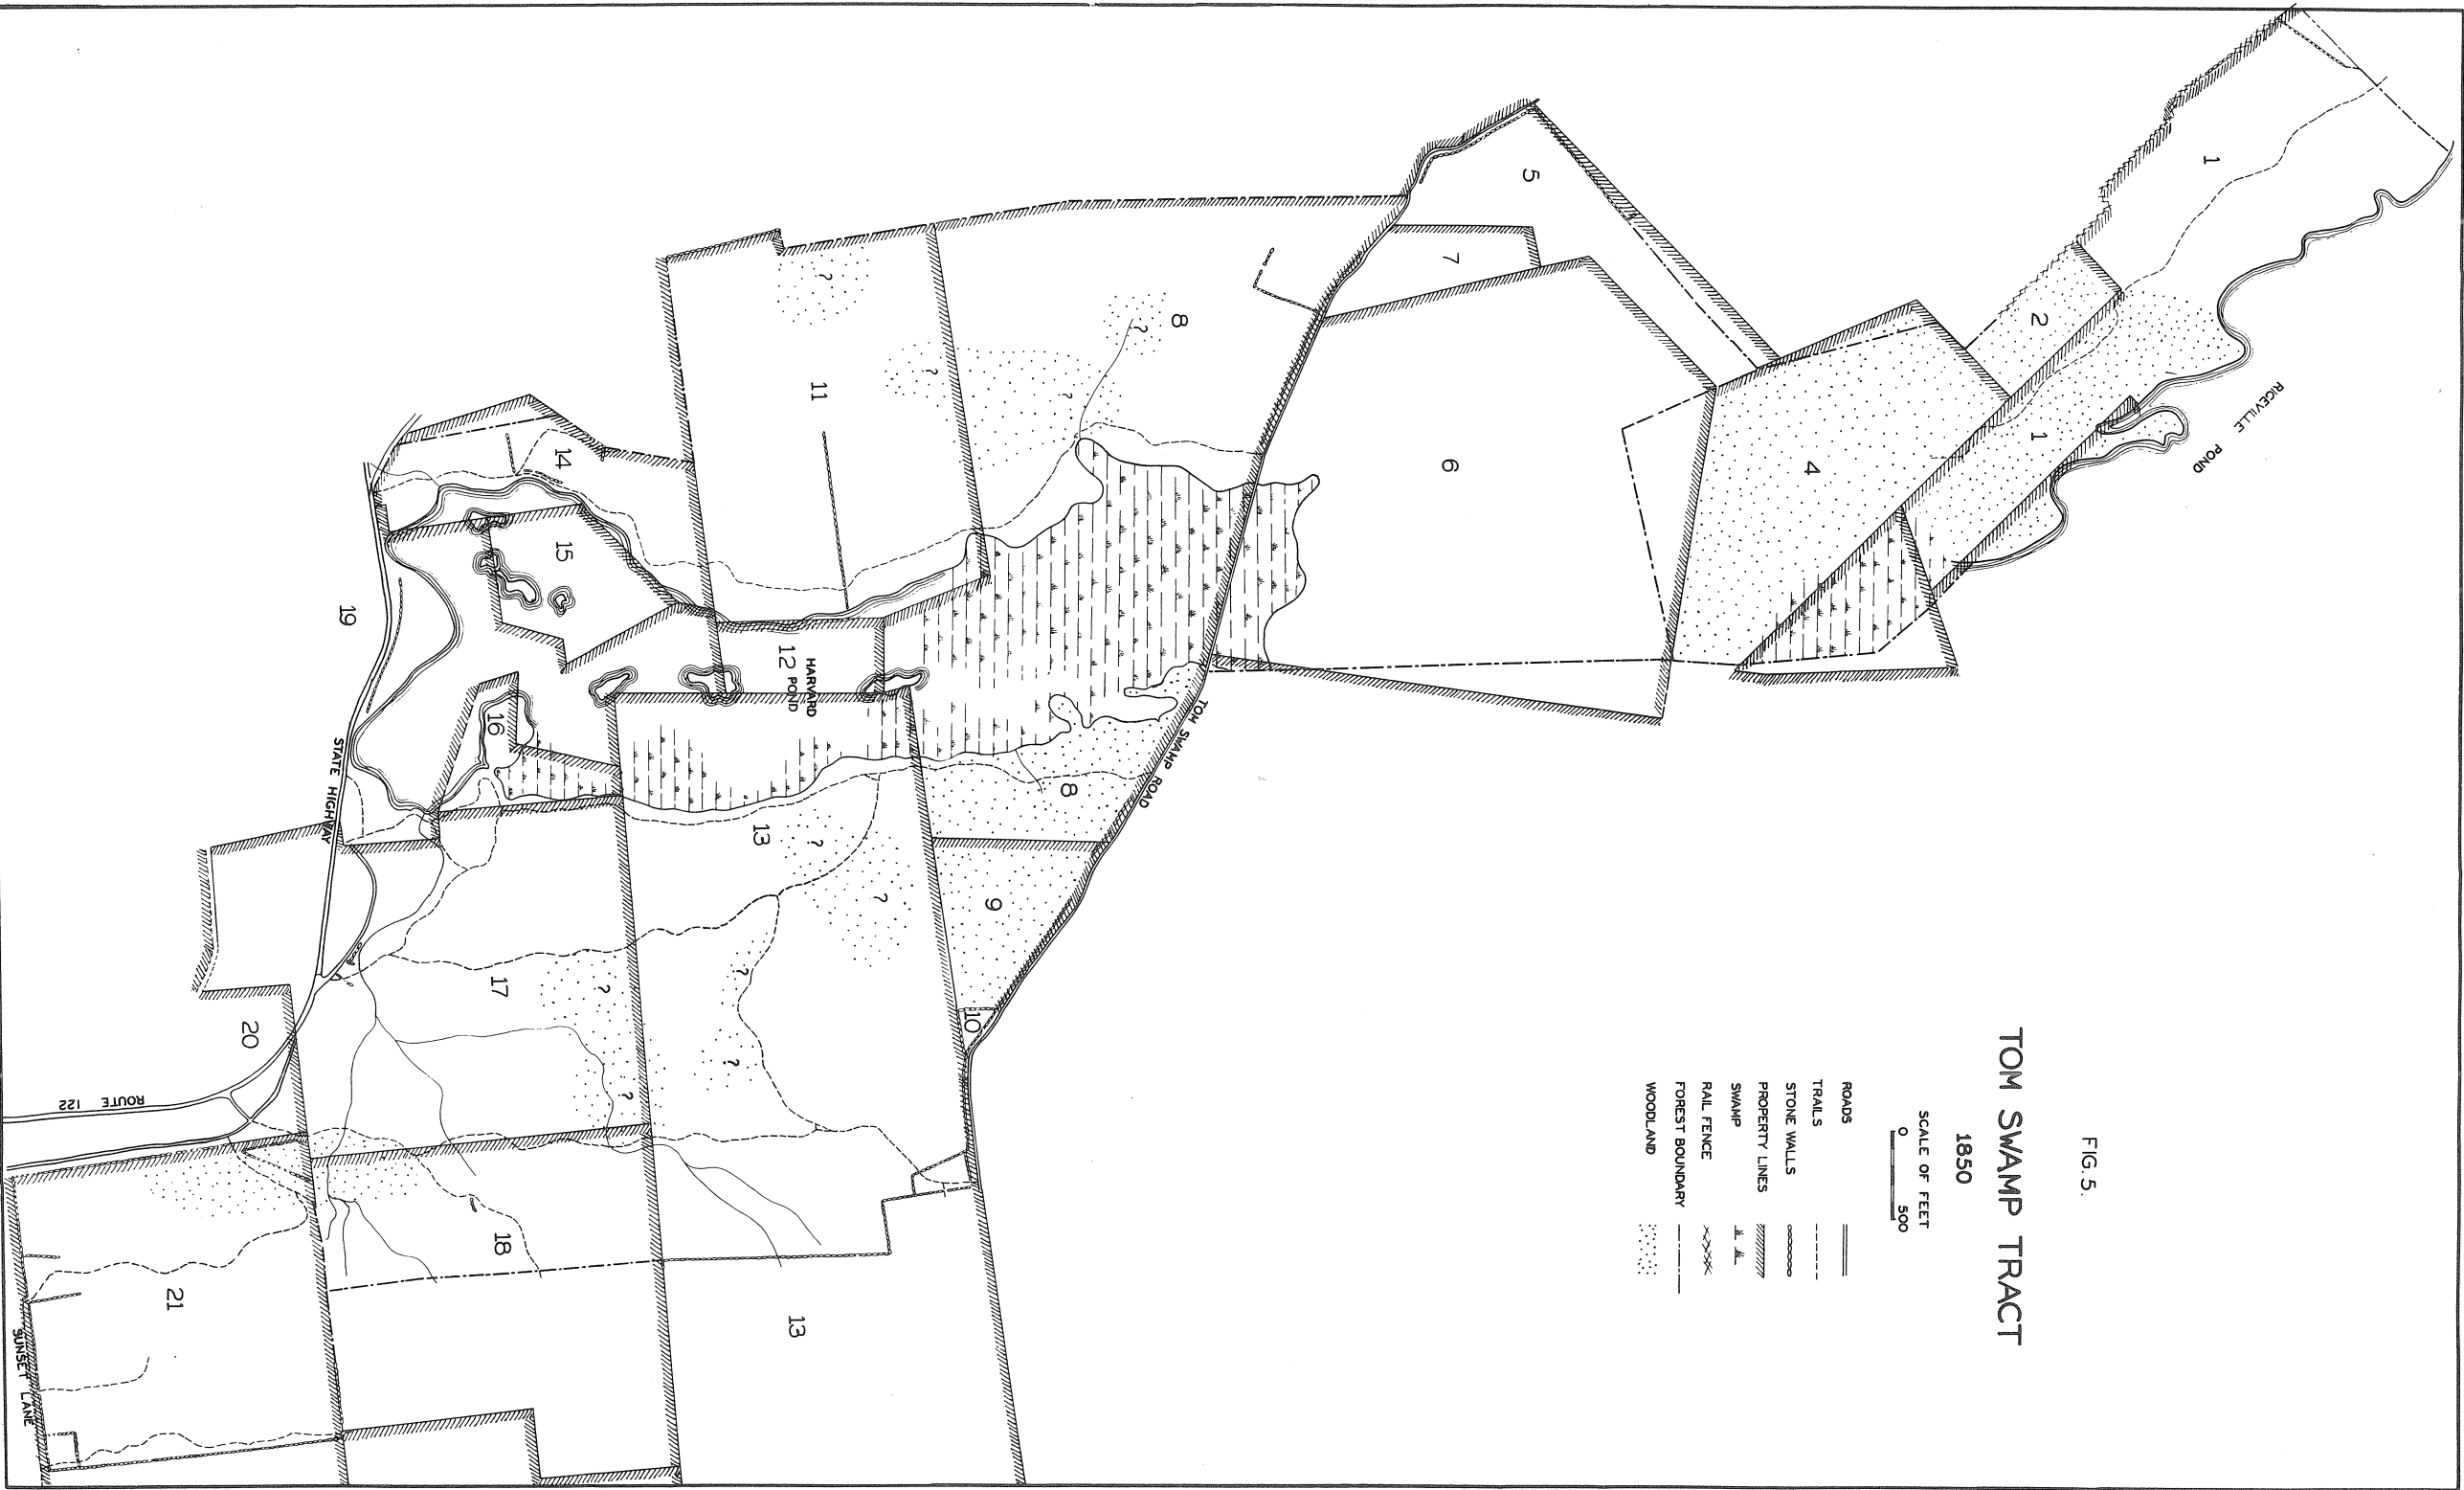 FIG. 5.
TOM SWAMP TRACT
1850
SCALE OF FEET
0 500
ROADS
TRAILS
STONE WALLS
PROPERTY LINES
SWAMP
RAIL FENCE
FOREST BOUNDARY
WOODLAND
RICEVILLE POND
1
2
1
4
5
7
6
8
?
?
?
?
11
TOM SWAMP ROAD
8
9
10
14
15
HARVARD
12 POND
16
13
?
?
?
?
17
?
?
18
13
19
STATE HIGHWAY
20
ROUTE 122
21
SUNSET LANE